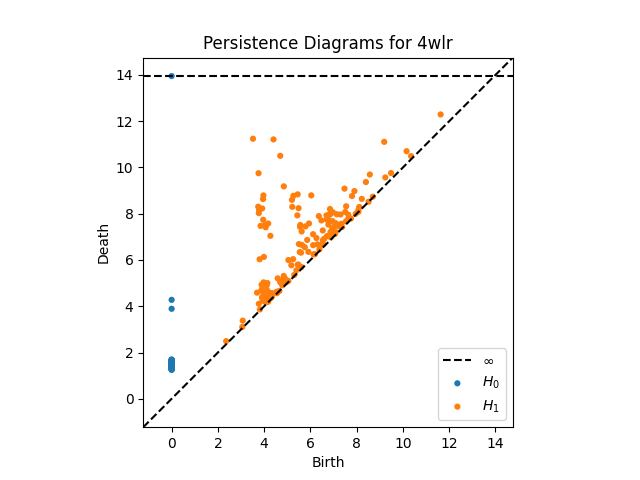 Persistence Diagrams for 4wlr
14
12
10
8
6
4
2
0
Death
0 2 4 6 8 10 12 14
Birth
∞
H₀
H₁